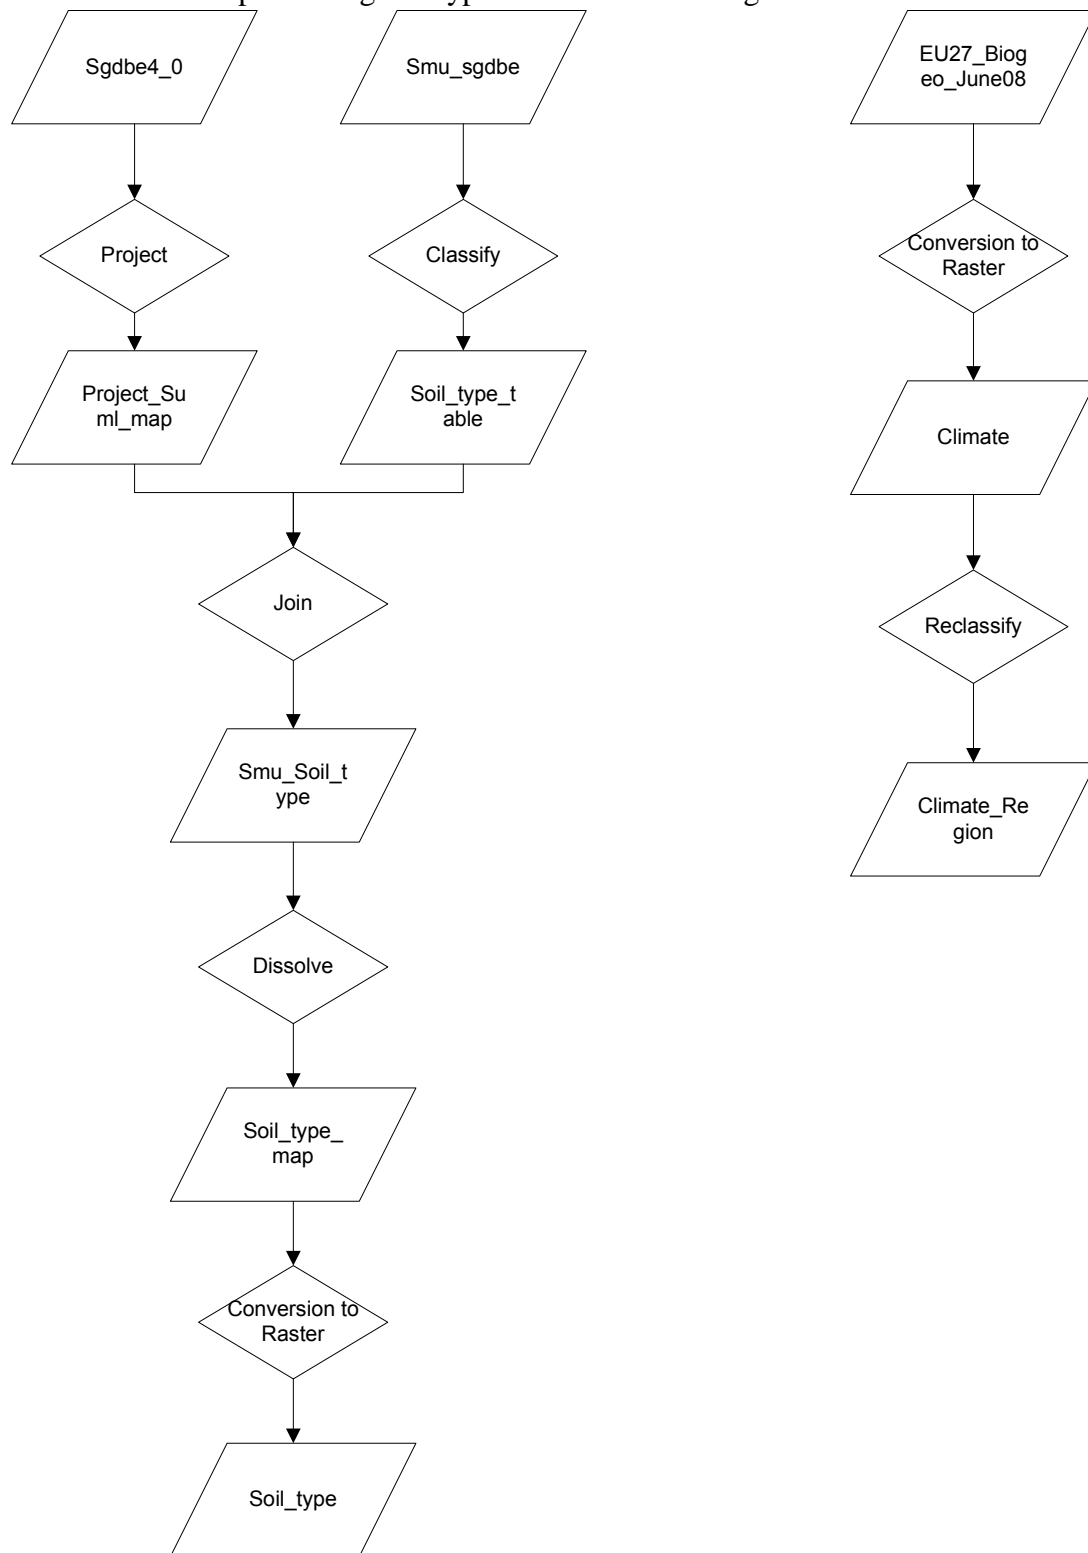 Sgdbe4_0
Smu_sgdbe
EU27_Biog
eo_June08
Project
Classify
Conversion to
Raster
Project_Su
ml_map
Soil_type_t
able
Climate
Join
Reclassify
Smu_Soil_t
ype
Climate_Re
gion
Dissolve
Soil_type_
map
Conversion to
Raster
Soil_type